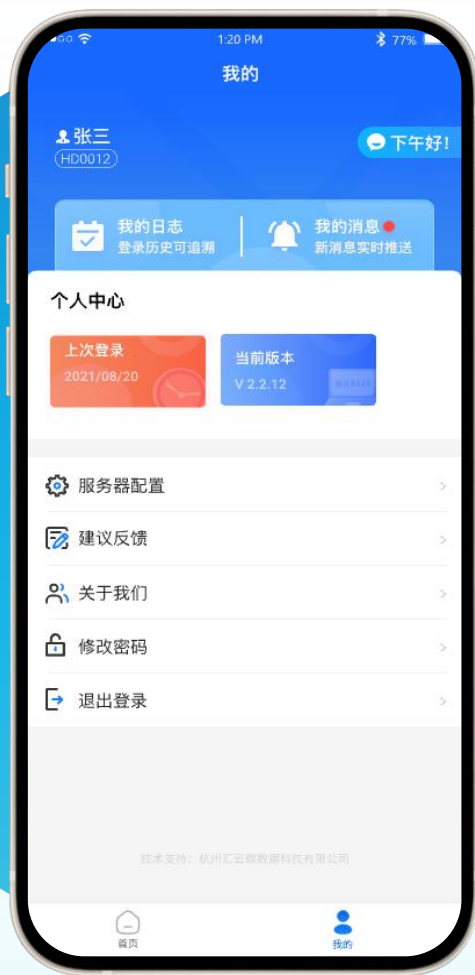 1:20 PM
77%
我的
张三
HD0012
下午好!
我的日志
登录历史可追溯
我的消息
新消息实时推送
个人中心
上次登录
2021/08/20
当前版本
V 2.2.12
服务器配置
建议反馈
关于我们
修改密码
退出登录
技术支持：杭州汇云鼎数据科技有限公司
首页
我的